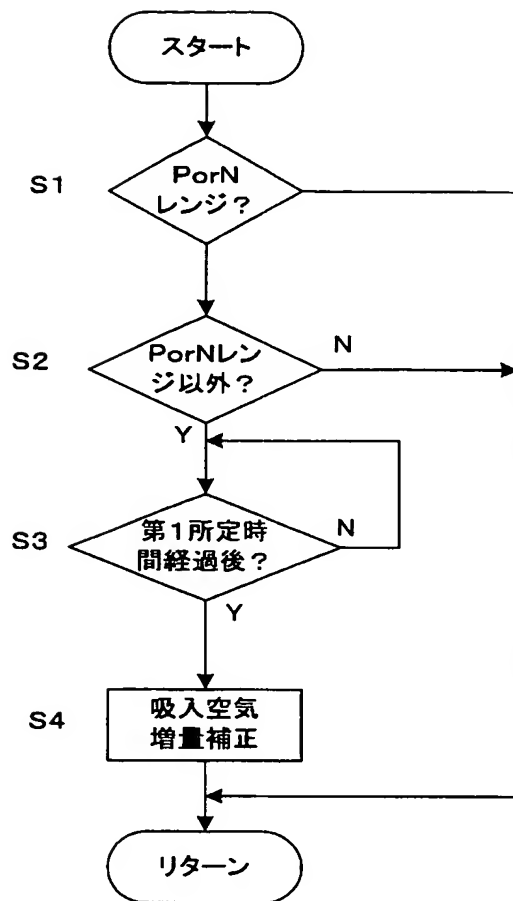 スタート
S1
PorN
レンジ?
S2
PorNレン
ジ以外?
N
Y
S3
第1所定時
間経過後?
N
Y
S4
吸入空気
増量補正
リターン